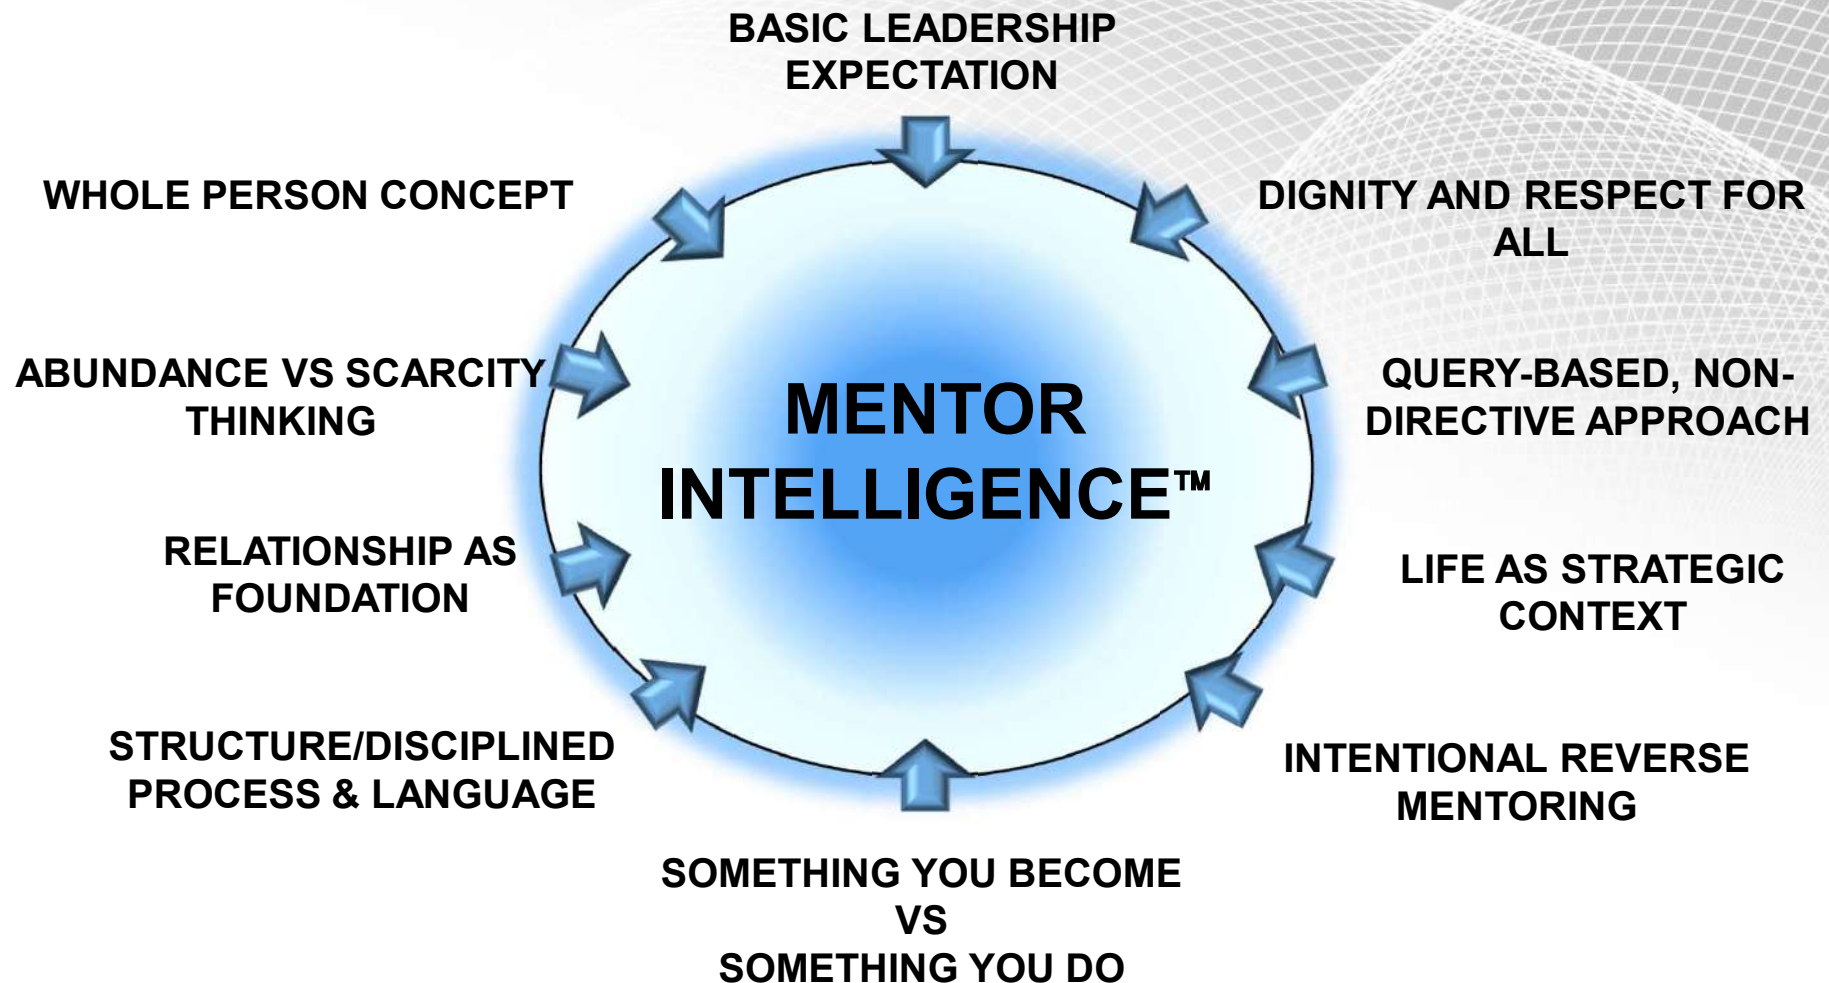 BASIC LEADERSHIP
EXPECTATION
WHOLE PERSON CONCEPT
DIGNITY AND RESPECT FOR
ALL
ABUNDANCE VS SCARCITY
THINKING
QUERY-BASED, NON-
DIRECTIVE APPROACH
MENTOR
INTELLIGENCE™
RELATIONSHIP AS
FOUNDATION
LIFE AS STRATEGIC
CONTEXT
STRUCTURE/DISCIPLINED
PROCESS & LANGUAGE
INTENTIONAL REVERSE
MENTORING
SOMETHING YOU BECOME
VS
SOMETHING YOU DO